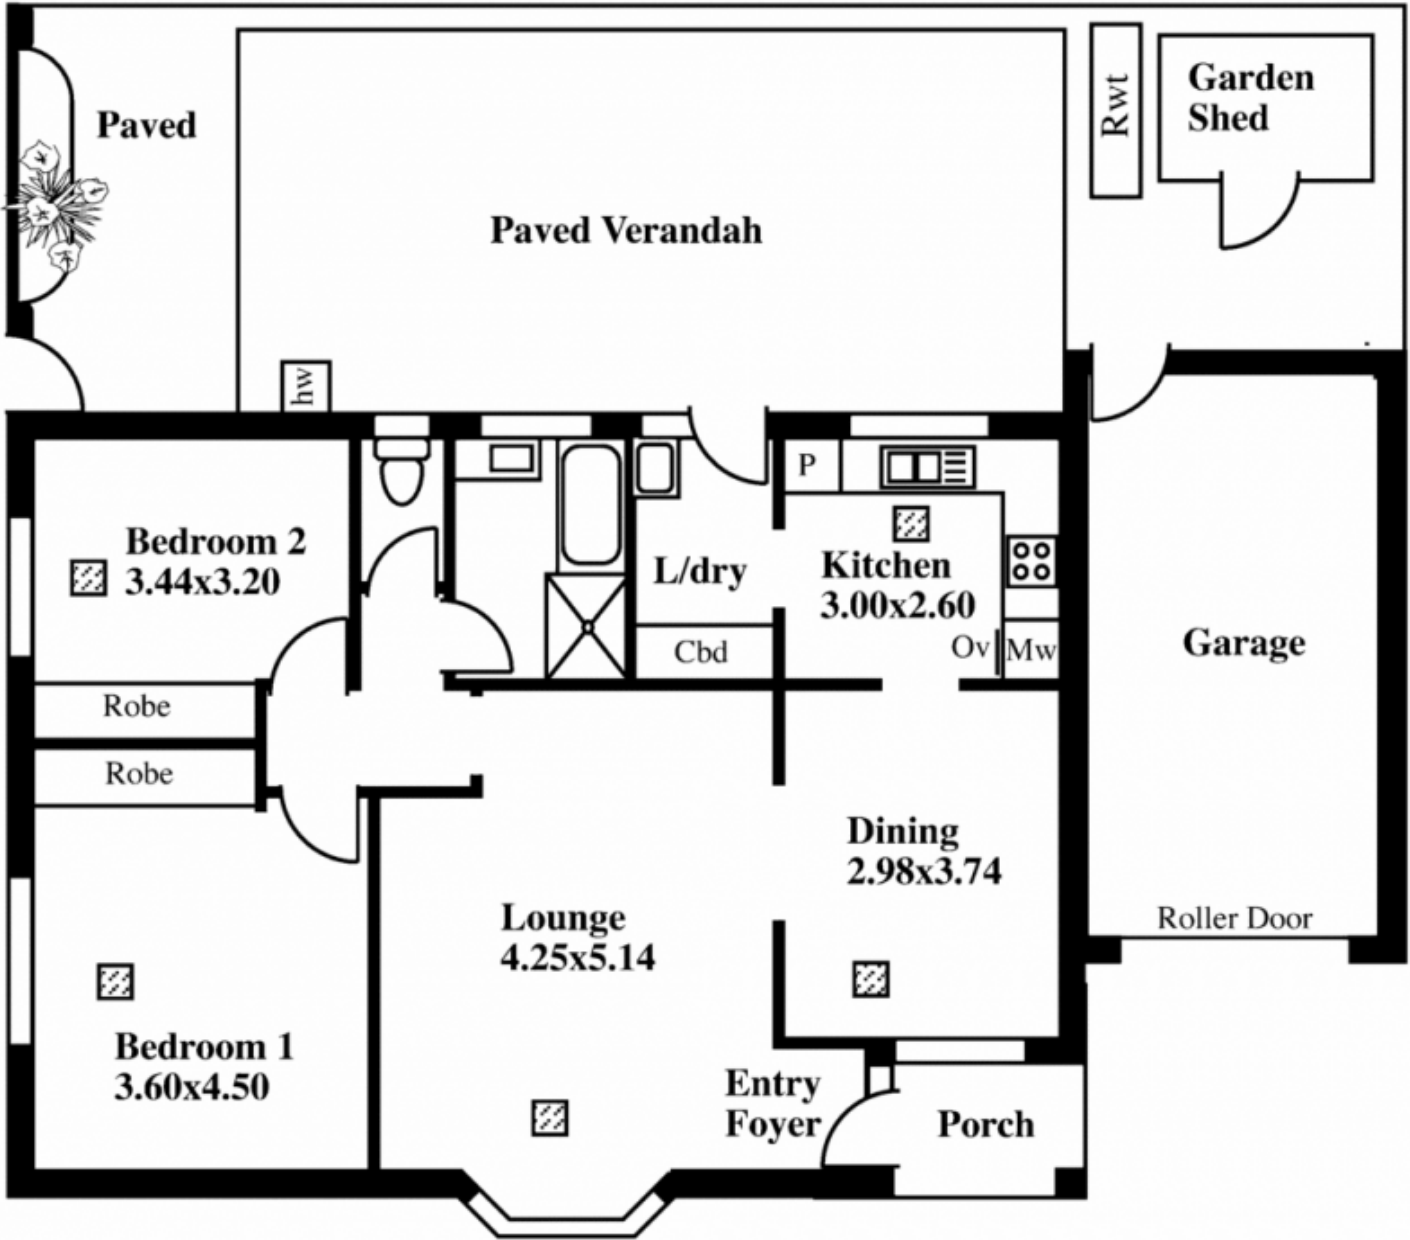 Paved
Paved Verandah
Rwt
Garden
Shed
hw
P
Bedroom 2
3.44x3.20
L/dry
Kitchen
3.00x2.60
Cbd
Ov
Mw
Garage
Robe
Robe
Dining
2.98x3.74
Lounge
4.25x5.14
Roller Door
Bedroom 1
3.60x4.50
Entry
Foyer
Porch